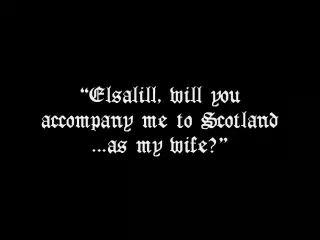 “Elsalill, will you
accompany me to Scotland
...as my wife?”